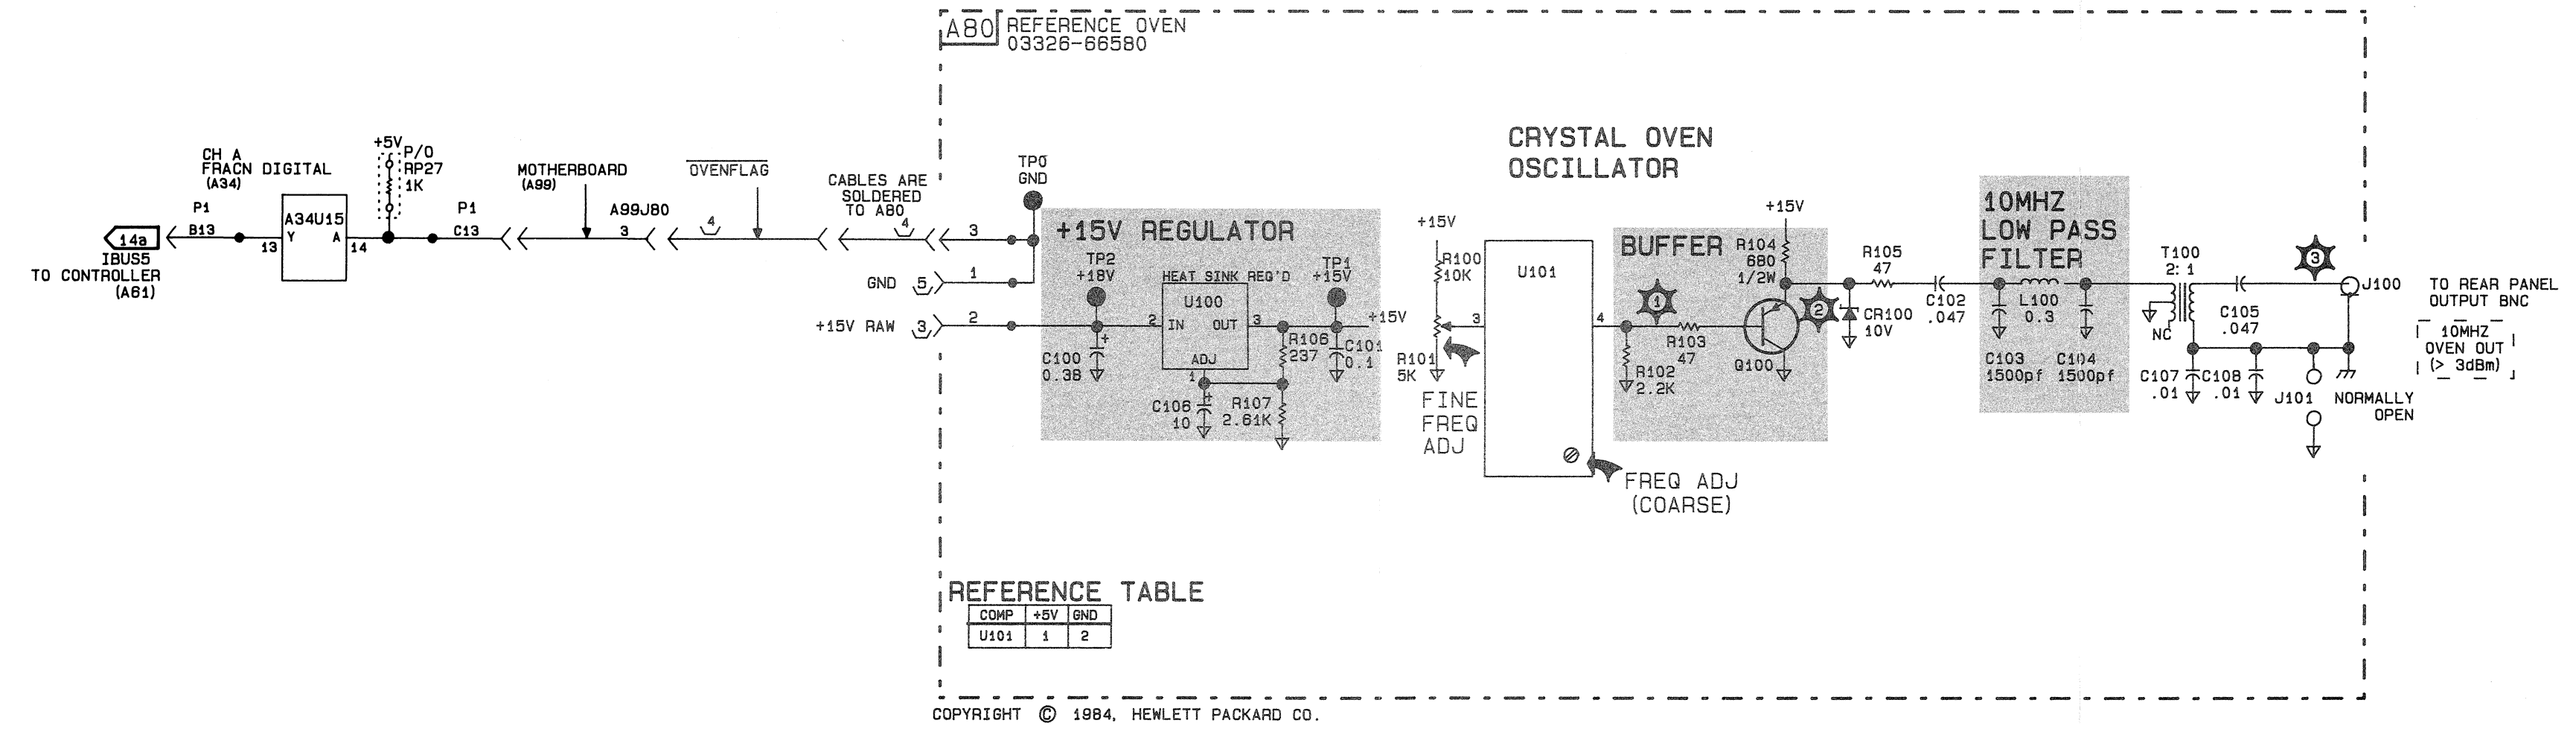 A80 REFERENCE OVEN
03326-66580
CH A
FRACN DIGITAL
(A34)
P1
B13
14a
IBUS5
TO CONTROLLER
(A61)
13
A34U15
Y A
14
+5V
P/O
RP27
1K
P1
C13
MOTHERBOARD
(A99)
A99J80
3
4
OVENFLAG
CABLES ARE
SOLDERED
TO A80
4
3
TP0
GND
GND 5
1
+15V RAW 3
2
+15V REGULATOR
TP2
+18V
HEAT SINK REQ'D
U100
2 IN OUT 3
ADJ
1
TP1
+15V
+15V
C100
0.38
+
R106
237
C101
0.1
C106
10
+
R107
2.61K
CRYSTAL OVEN
OSCILLATOR
+15V
R100
10K
R101
5K
3
FINE
FREQ
ADJ
U101
4
FREQ ADJ
(COARSE)
BUFFER
1
R102
2.2K
R103
47
+15V
R104
680
1/2W
Q100
2
CR100
10V
R105
47
C102
.047
10MHZ
LOW PASS
FILTER
L100
0.3
C103
1500pf
C104
1500pf
T100
2:1
NC
C105
.047
C107
.01
C108
.01
3
J100
J101
NORMALLY
OPEN
TO REAR PANEL
OUTPUT BNC
10MHZ
OVEN OUT
(> 3dBm)
REFERENCE TABLE
COMP +5V GND
U101 1 2
COPYRIGHT © 1984, HEWLETT PACKARD CO.